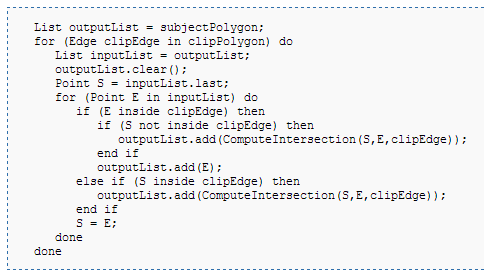 List outputList = subjectPolygon;
for (Edge clipEdge in clipPolygon) do
List inputList = outputList;
outputList.clear();
Point S = inputList.last;
for (Point E in inputList) do
if (E inside clipEdge) then
if (S not inside clipEdge) then
outputList.add(ComputeIntersection(S,E,clipEdge));
end if
outputList.add(E);
else if (S inside clipEdge) then
outputList.add(ComputeIntersection(S,E,clipEdge));
end if
S = E;
done
done